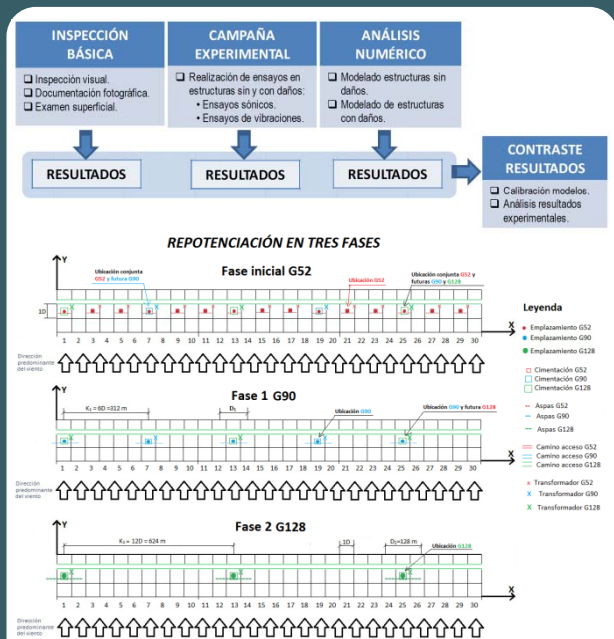 INSPECCIÓN
BÁSICA
❑ Inspección visual.
❑ Documentación fotográfica.
❑ Examen superficial.
CAMPAÑA
EXPERIMENTAL
❑ Realización de ensayos en
estructuras sin y con daños:
• Ensayos sónicos.
• Ensayos de vibraciones.
ANÁLISIS
NUMÉRICO
❑ Modelado estructuras sin
daños.
❑ Modelado de estructuras
con daños.
RESULTADOS
RESULTADOS
RESULTADOS
CONTRASTE
RESULTADOS
❑ Calibración modelos.
❑ Análisis resultados
experimentales.
REPOTENCIACIÓN EN TRES FASES
Y
Ubicación conjunta
G52 y futura G90
Fase inicial G52
Ubicación G52
Ubicación conjunta G52 y
futuras G90 y G128
1D
X X X X X X X X X X X X X X X
X
1 2 3 4 5 6 7 8 9 10 11 12 13 14 15 16 17 18 19 20 21 22 23 24 25 26 27 28 29 30
Dirección
predominante
del viento
Y
Fase 1 G90
K₁ = 6D =312 m
D₁
Ubicación G90
Ubicación G90 y futura G128
X
1 2 3 4 5 6 7 8 9 10 11 12 13 14 15 16 17 18 19 20 21 22 23 24 25 26 27 28 29 30
Dirección
predominante
del viento
Y
Fase 2 G128
K₂ = 12D = 624 m
1D
D₂=128 m
Ubicación G128
X
1 2 3 4 5 6 7 8 9 10 11 12 13 14 15 16 17 18 19 20 21 22 23 24 25 26 27 28 29 30
Dirección
predominante
del viento
Leyenda
Emplazamiento G52
Emplazamiento G90
Emplazamiento G128
Cimentación G52
Cimentación G90
Cimentación G128
Aspas G52
Aspas G90
Aspas G128
Camino acceso G52
Camino acceso G90
Camino acceso G128
x Transformador G52
X Transformador G90
X Transformador G128